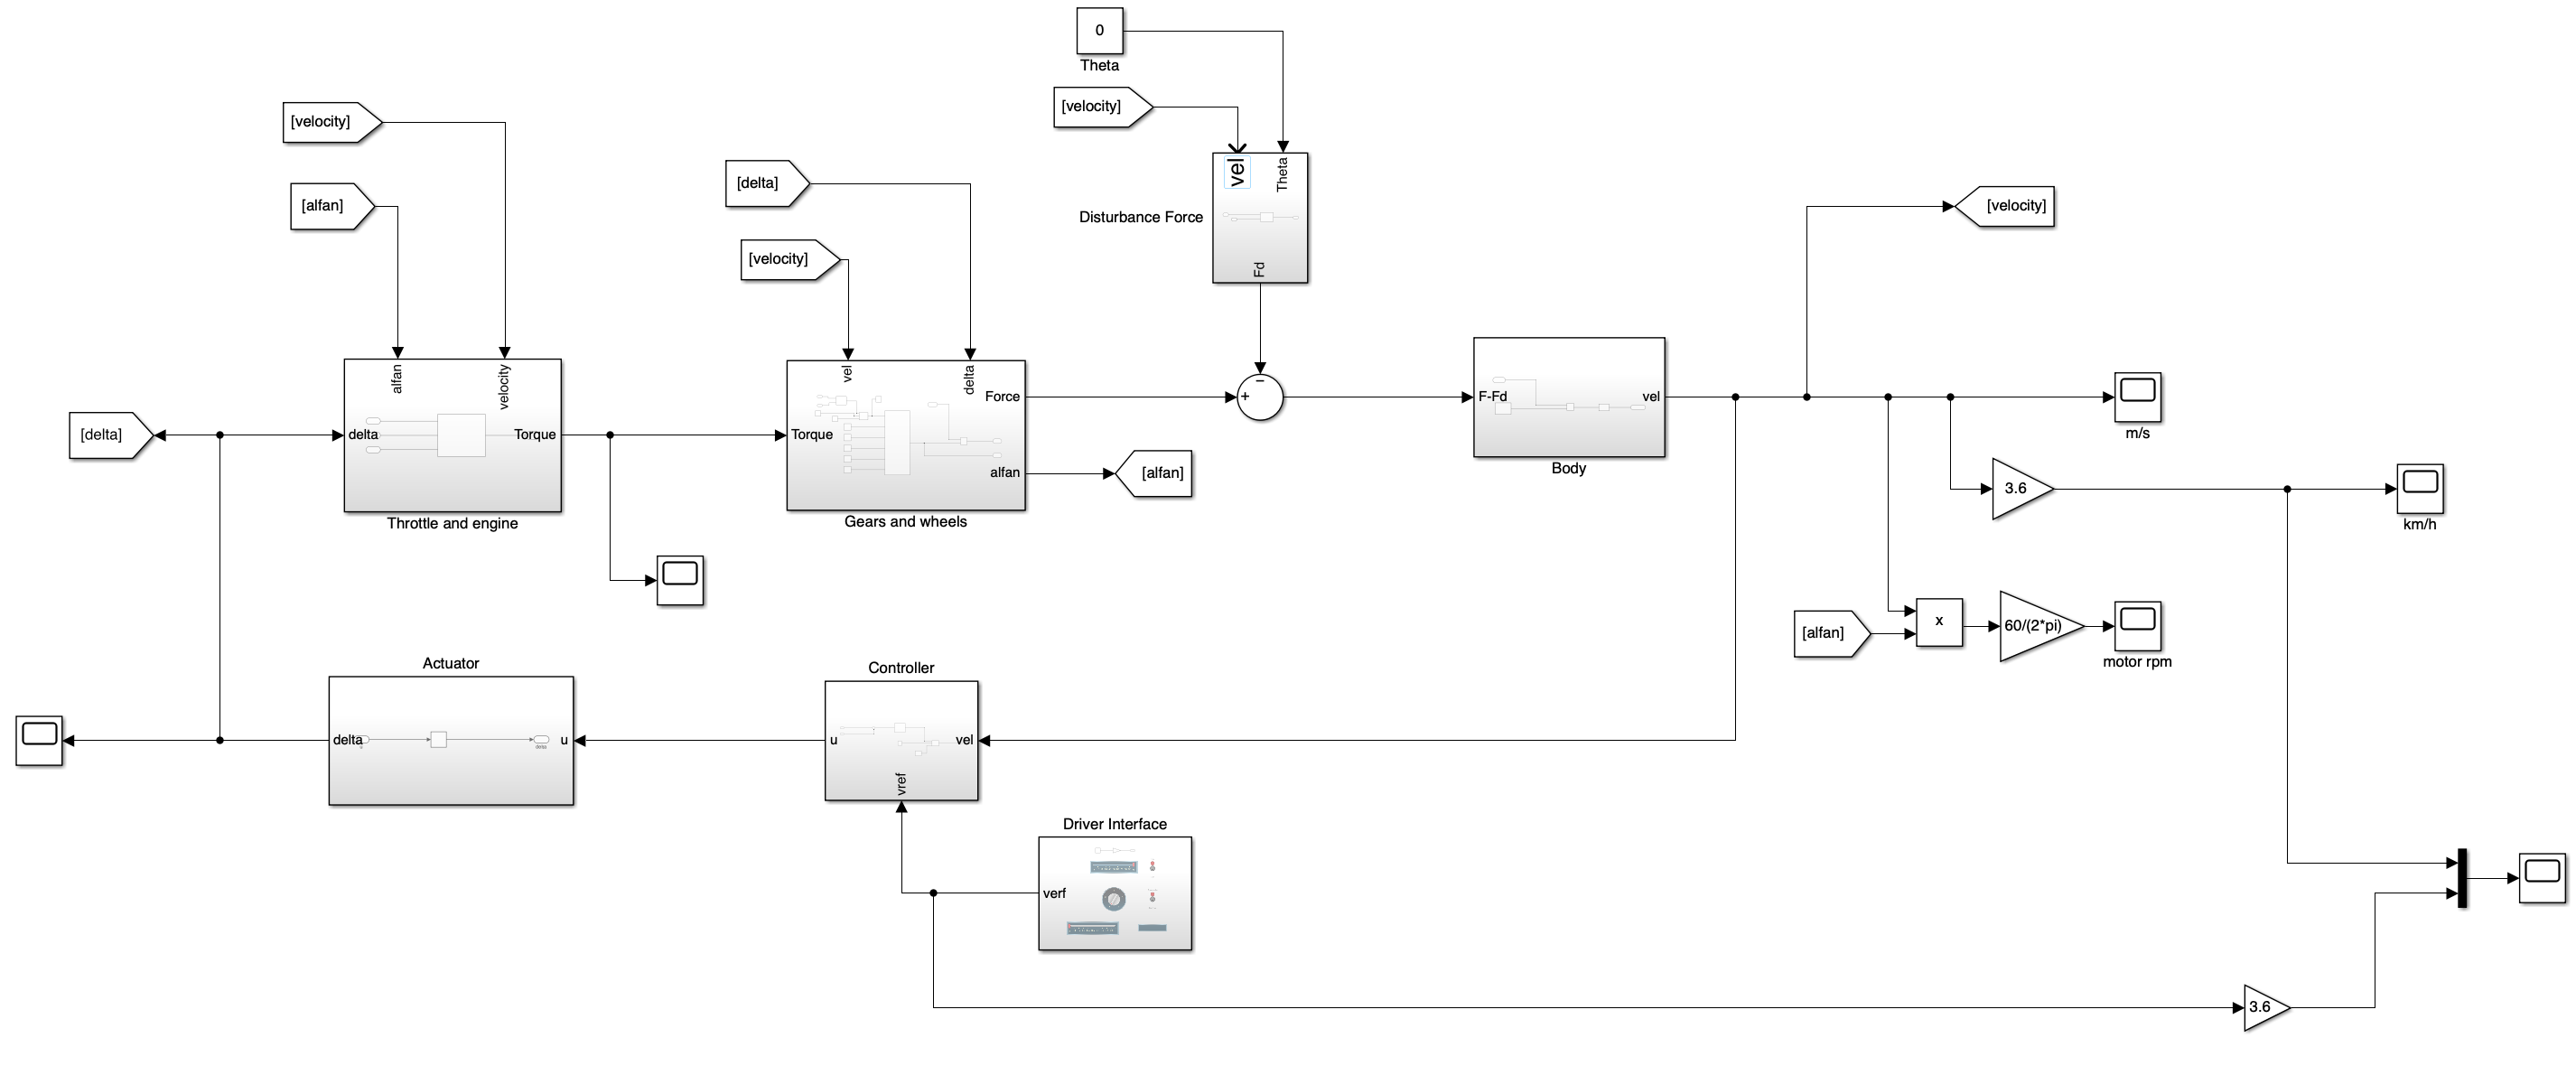 0
Theta
[velocity]
[velocity]
[alfan]
[delta]
[velocity]
vel
Theta
Disturbance Force
Fd
[velocity]
alfan
velocity
delta
Torque
Throttle and engine
[delta]
vel
delta
Force
Torque
alfan
Gears and wheels
[alfan]
+
−
F-Fd
vel
Body
m/s
3.6
km/h
[alfan]
x
60/(2*pi)
motor rpm
Actuator
delta
u
Controller
u
vel
vref
Driver Interface
verf
3.6